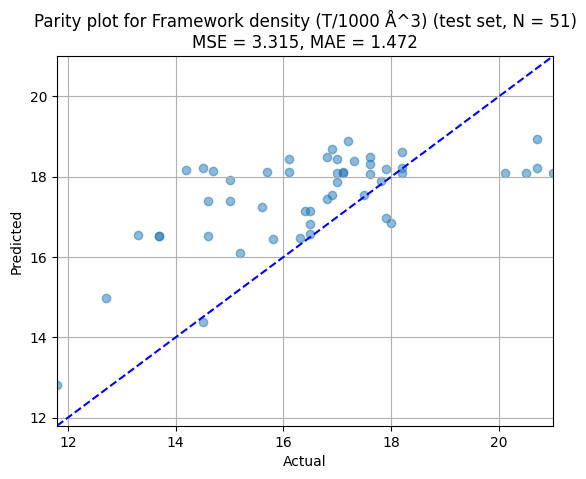 Parity plot for Framework density (T/1000 Å^3) (test set, N = 51)
MSE = 3.315, MAE = 1.472
20
18
16
14
12
Predicted
12 14 16 18 20
Actual